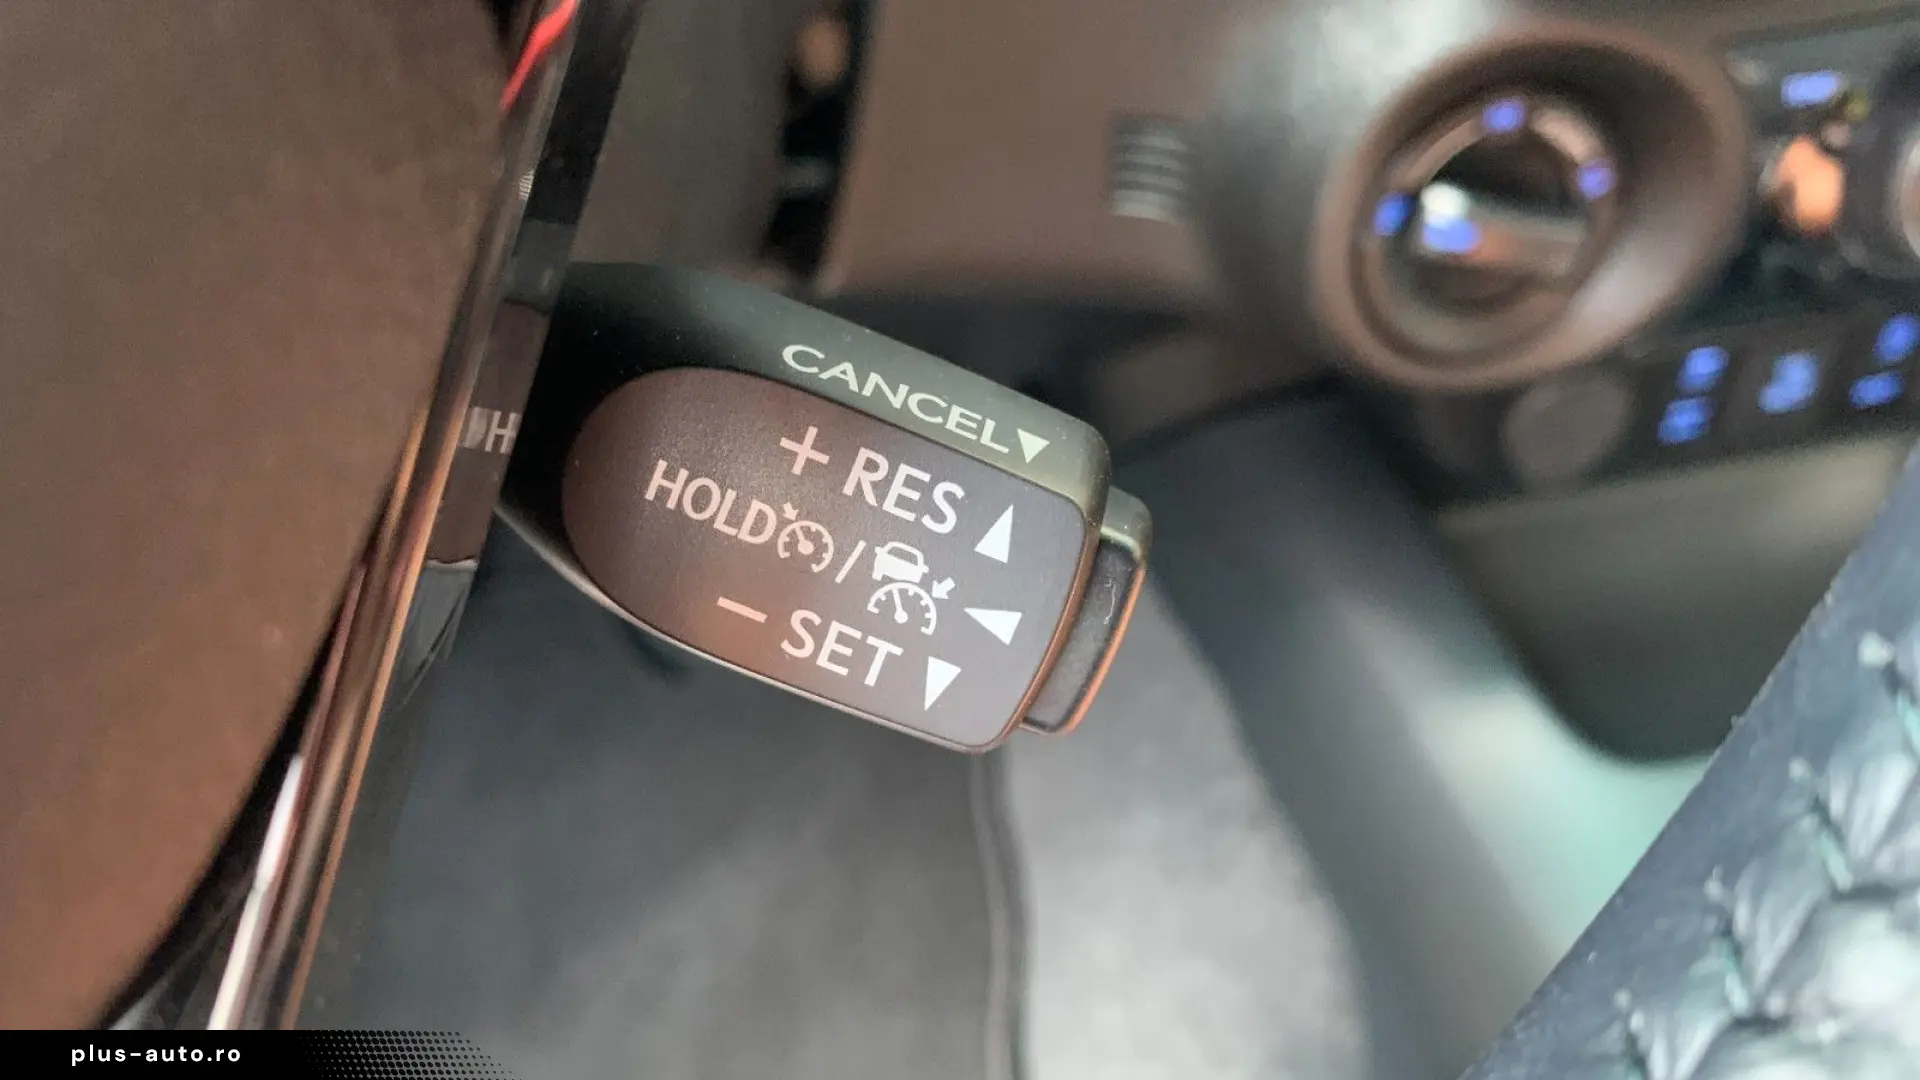 CANCEL
+ RES
HOLD /
− SET
plus-auto.ro